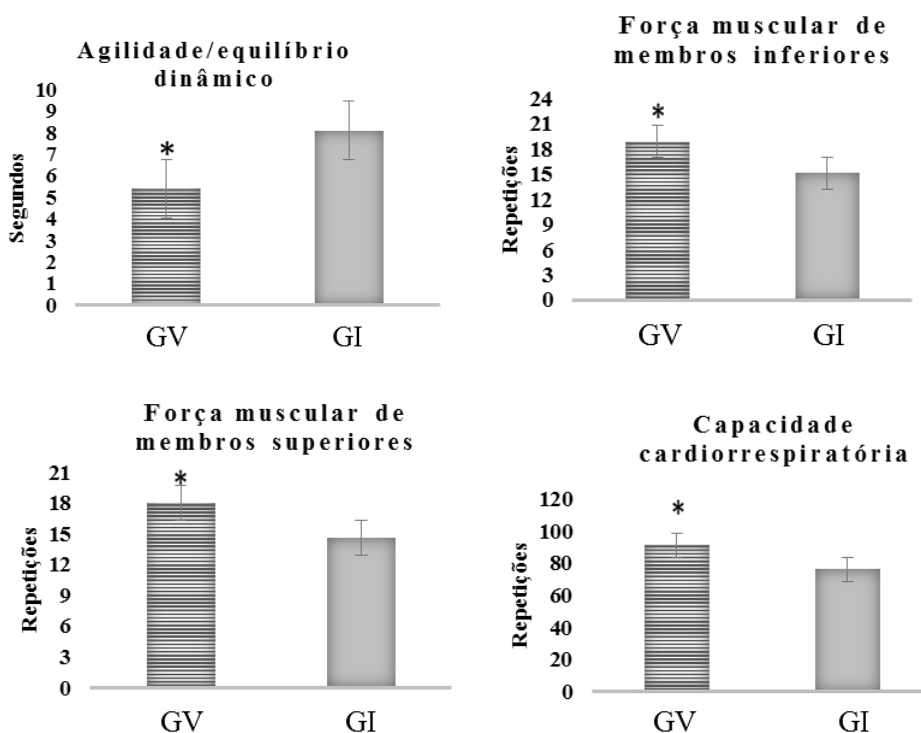 Agilidade/equilíbrio
dinâmico
10
9
8
7
6
5
4
3
2
1
0
Segundos
*
GV GI
Força muscular de
membros inferiores
24
21
18
15
12
9
6
3
0
Repetições
*
GV GI
Força muscular de
membros superiores
21
18
15
12
9
6
3
0
Repetições
*
GV GI
Capacidade
cardiorrespiratória
120
100
80
60
40
20
0
Repetições
*
GV GI